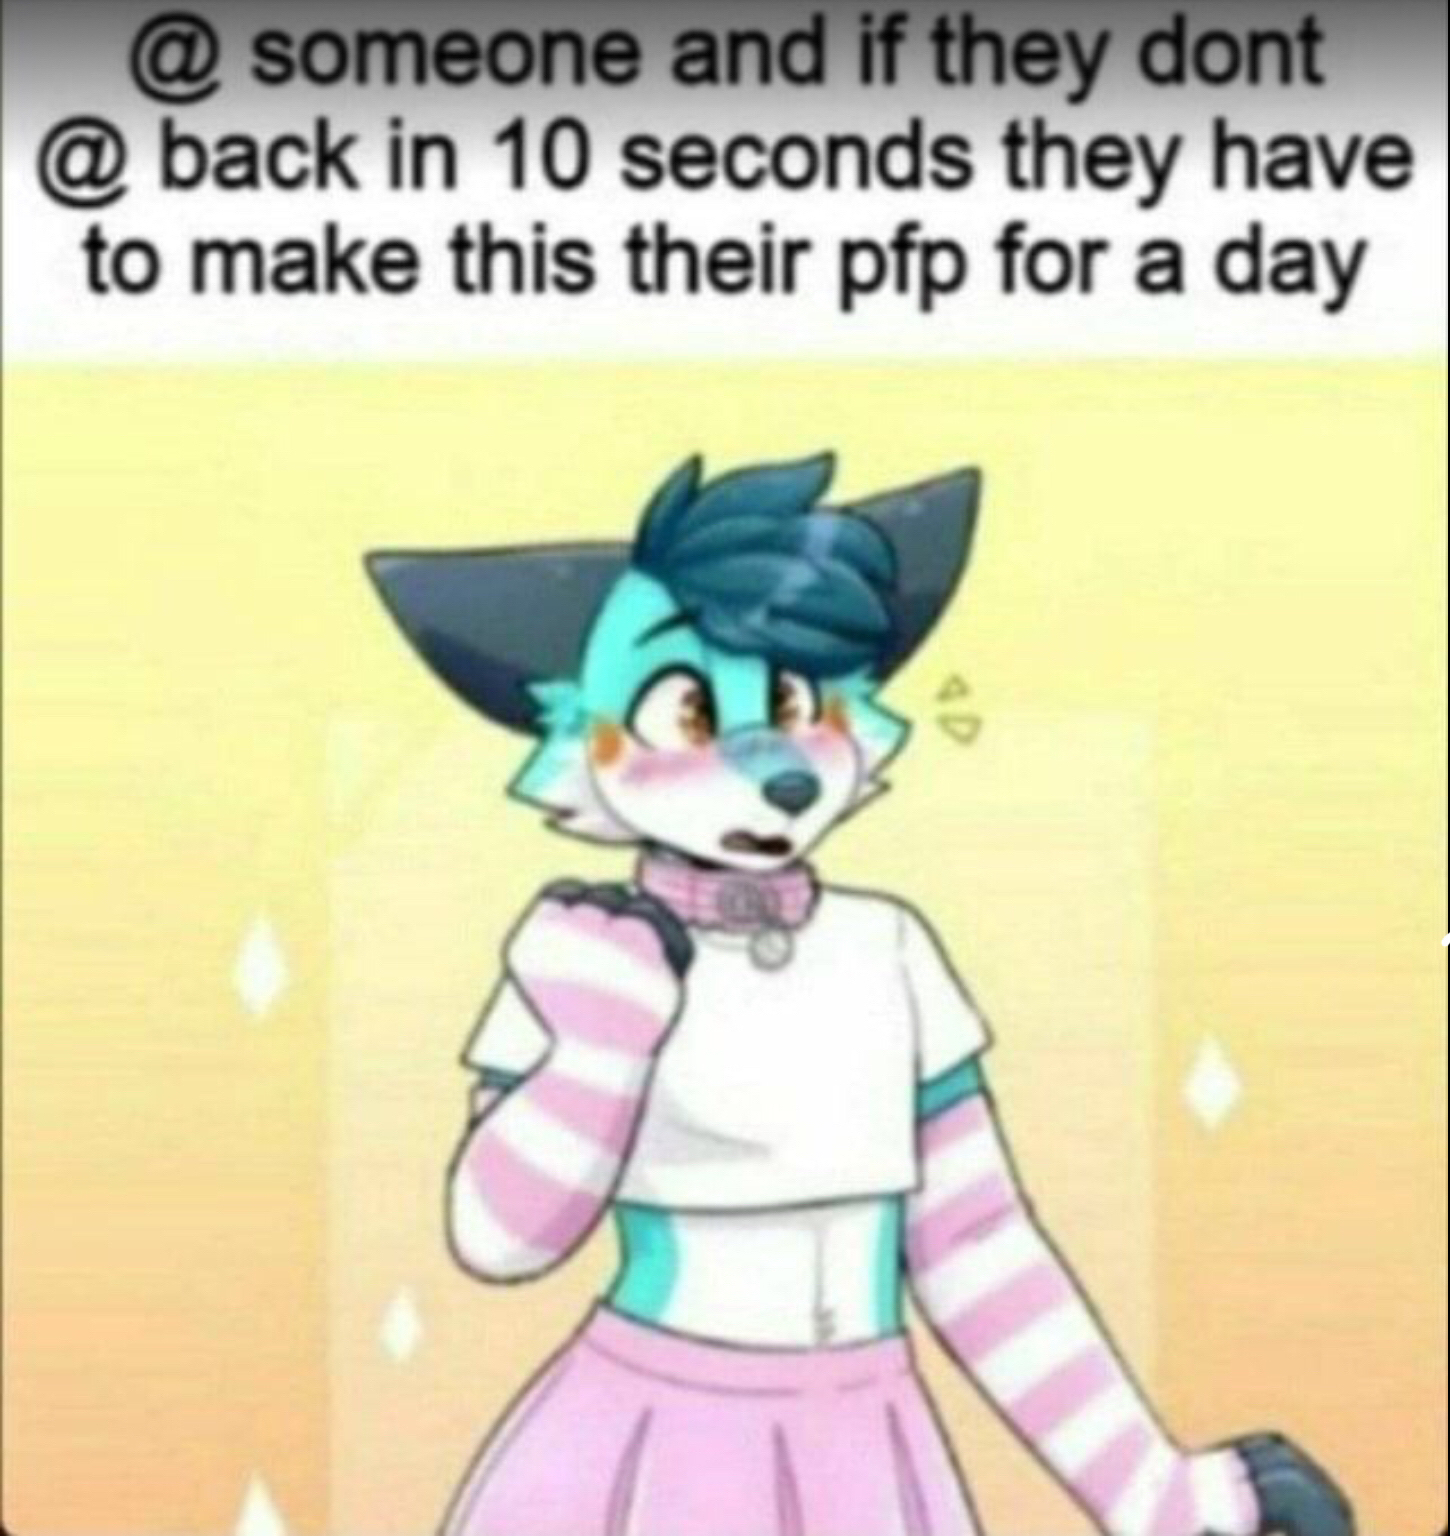 @ someone and if they dont
@ back in 10 seconds they have
to make this their pfp for a day